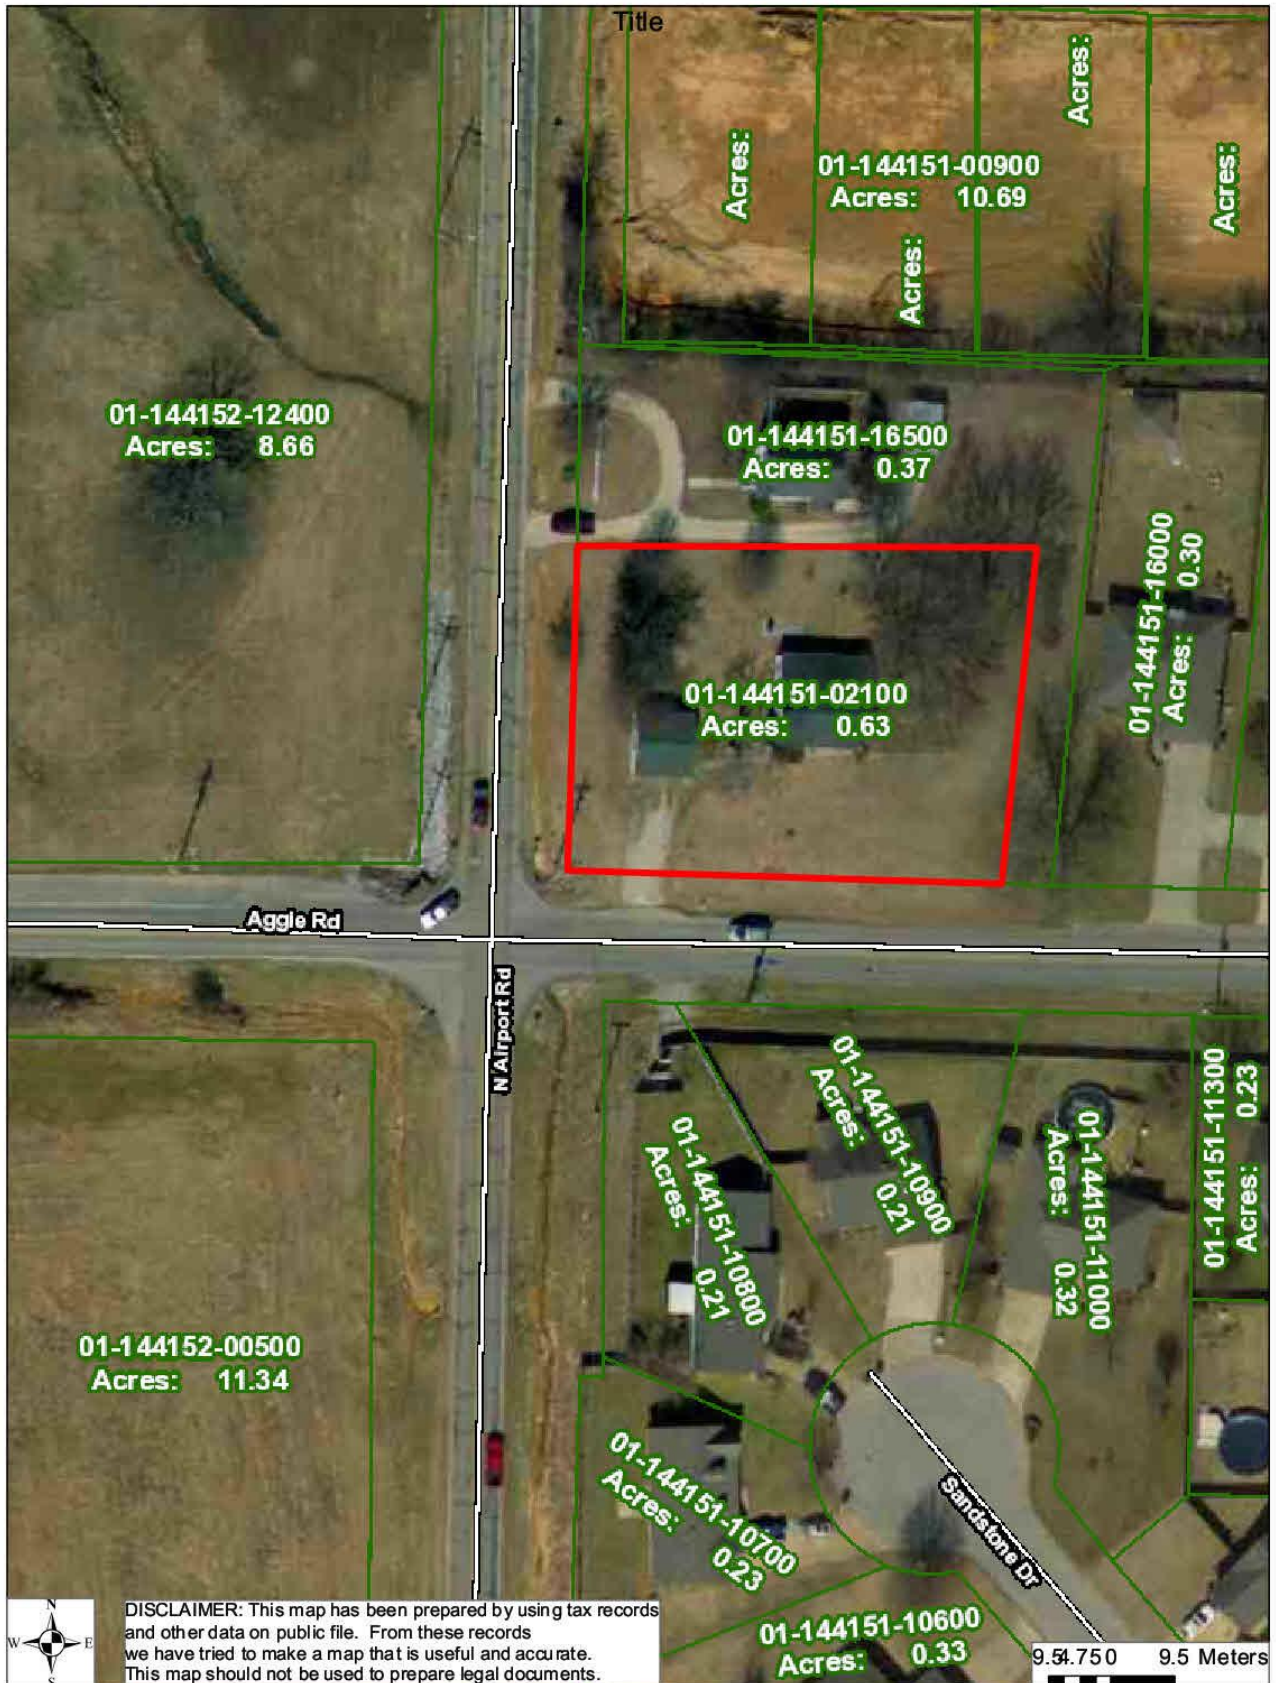 Title
Acres:
Acres:
Acres:
01-144151-00900
Acres: 10.69
Acres:
01-144152-12400
Acres: 8.66
01-144151-16500
Acres: 0.37
01-144151-16000
Acres: 0.30
01-144151-02100
Acres: 0.63
Aggie Rd
N Airport Rd
01-144151-10900
Acres: 0.21
01-144151-10800
Acres: 0.21
01-144151-11000
Acres: 0.32
01-144151-11300
Acres: 0.23
01-144152-00500
Acres: 11.34
01-144151-10700
Acres: 0.23
Sandstone Dr
01-144151-10600
Acres: 0.33
N
W E
S
DISCLAIMER: This map has been prepared by using tax records
and other data on public file. From these records
we have tried to make a map that is useful and accurate.
This map should not be used to prepare legal documents.
9.5 4.75 0 9.5 Meters